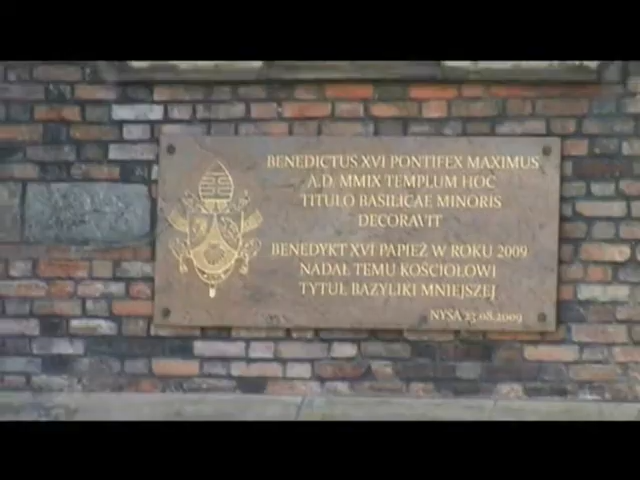 BENEDICTUS XVI PONTIFEX MAXIMUS
A.D. MMIX TEMPLUM HOC
TITULO BASILICAE MINORIS
DECORAVIT
BENEDYKT XVI PAPIEŻ W ROKU 2009
NADAŁ TEMU KOŚCIOŁOWI
TYTUŁ BAZYLIKI MNIEJSZEJ
NYSA 23.08.2009